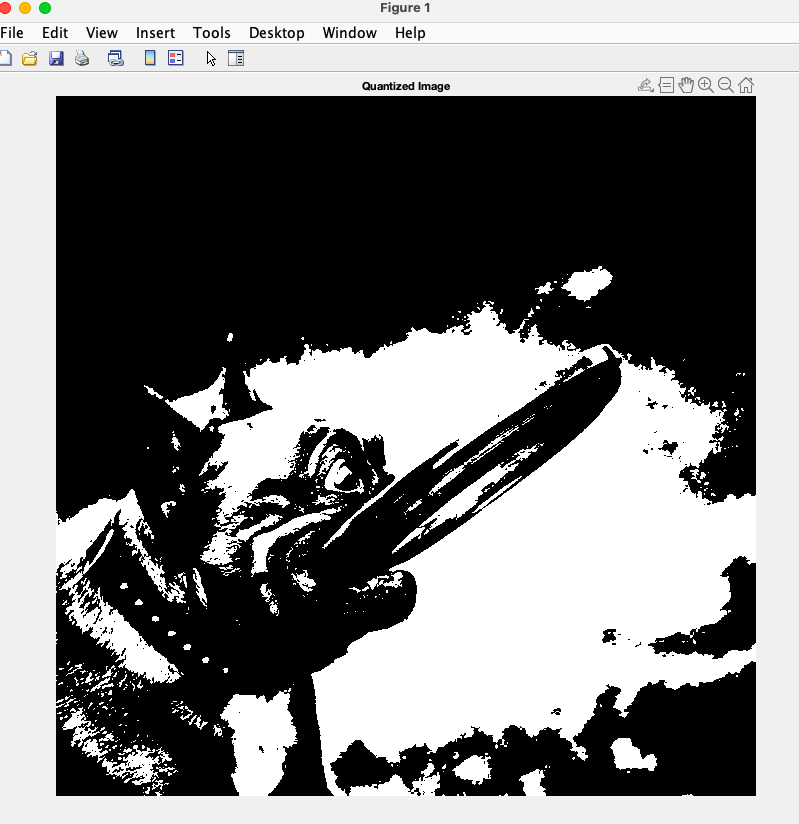 Figure 1
File Edit View Insert Tools Desktop Window Help
Quantized Image